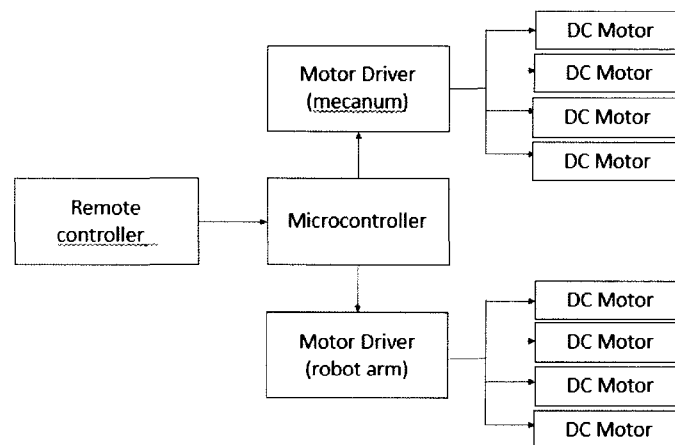 DC Motor
Motor Driver
(mecanum)
DC Motor
DC Motor
DC Motor
Remote
controller
Microcontroller
DC Motor
Motor Driver
(robot arm)
DC Motor
DC Motor
DC Motor